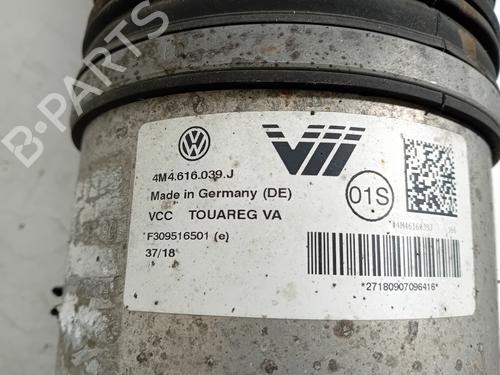 B-PARTS
4M4.616.039.J
Made in Germany (DE)
VCC TOUAREG VA
01S
F309516501 (e)
37/18
*27180907096416*